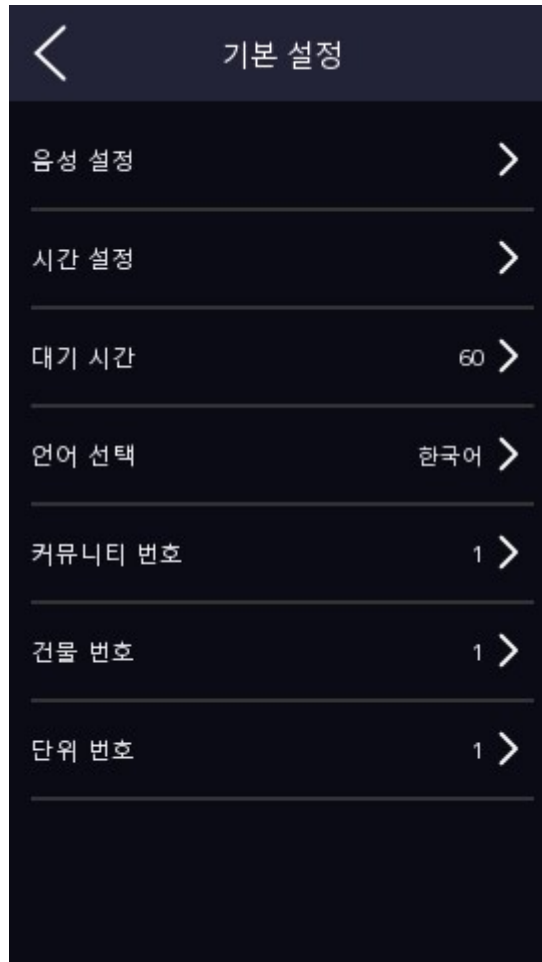 기본 설정
음성 설정
시간 설정
대기 시간 60
언어 선택 한국어
커뮤니티 번호 1
건물 번호 1
단위 번호 1